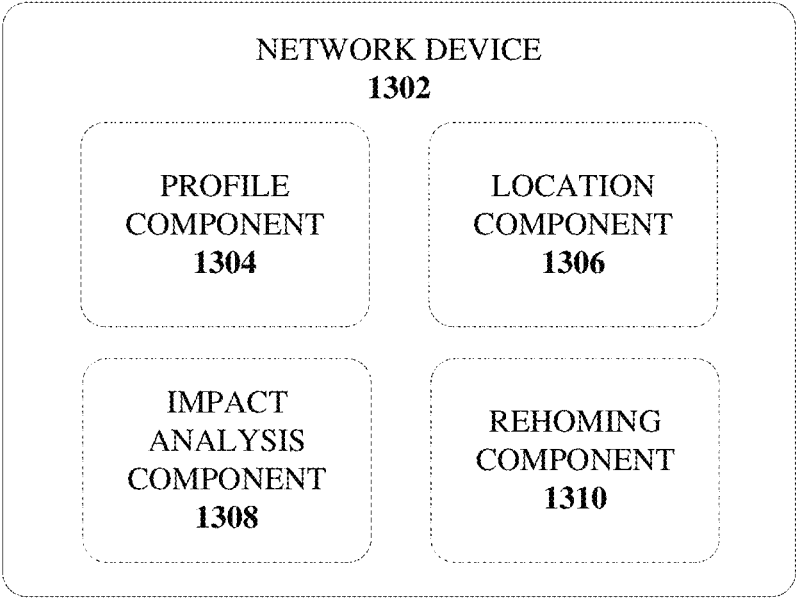 NETWORK DEVICE
1302
PROFILE
COMPONENT
1304
LOCATION
COMPONENT
1306
IMPACT
ANALYSIS
COMPONENT
1308
REHOMING
COMPONENT
1310